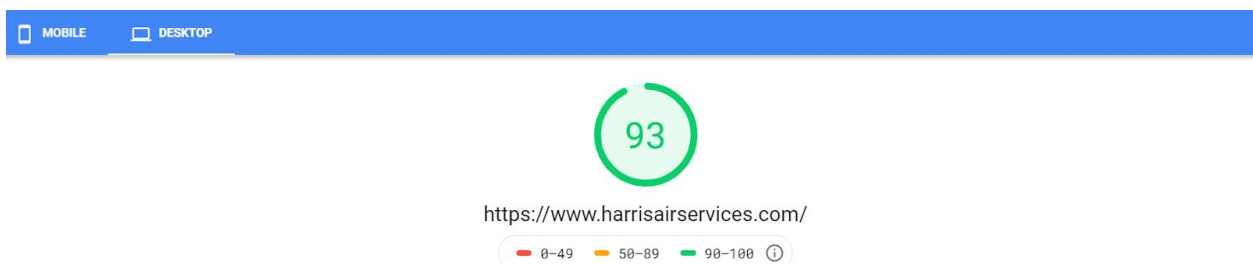 MOBILE DESKTOP
93
https://www.harrisairservices.com/
0–49 50–89 90–100